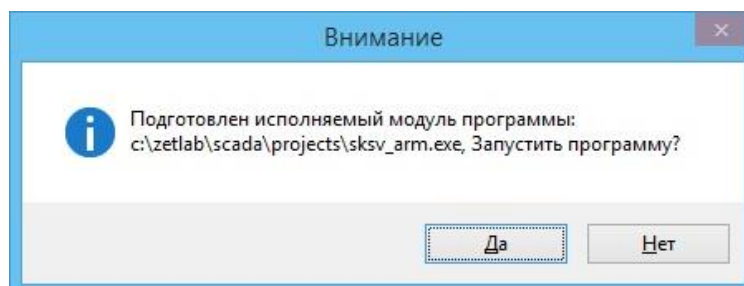 Внимание
Подготовлен исполняемый модуль программы:
c:\zetlab\scada\projects\sksv_arm.exe, Запустить программу?
Да
Нет